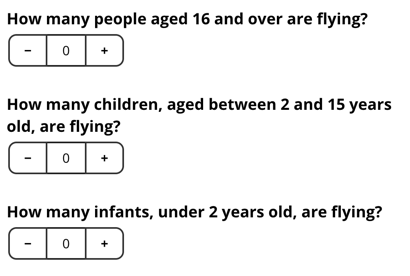 How many people aged 16 and over are flying?
− 0 +
How many children, aged between 2 and 15 years
old, are flying?
− 0 +
How many infants, under 2 years old, are flying?
− 0 +